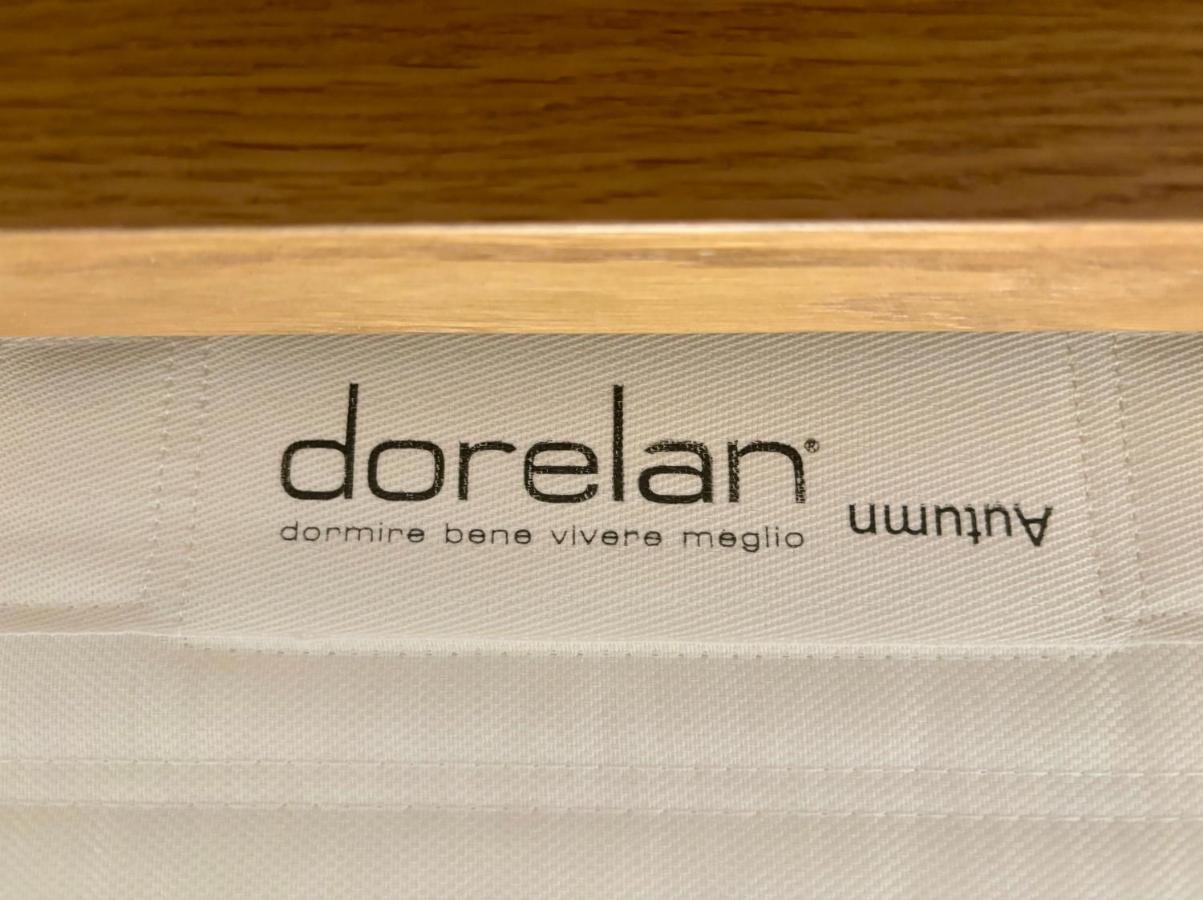 dorelan®
dormire bene vivere meglio
Autumn